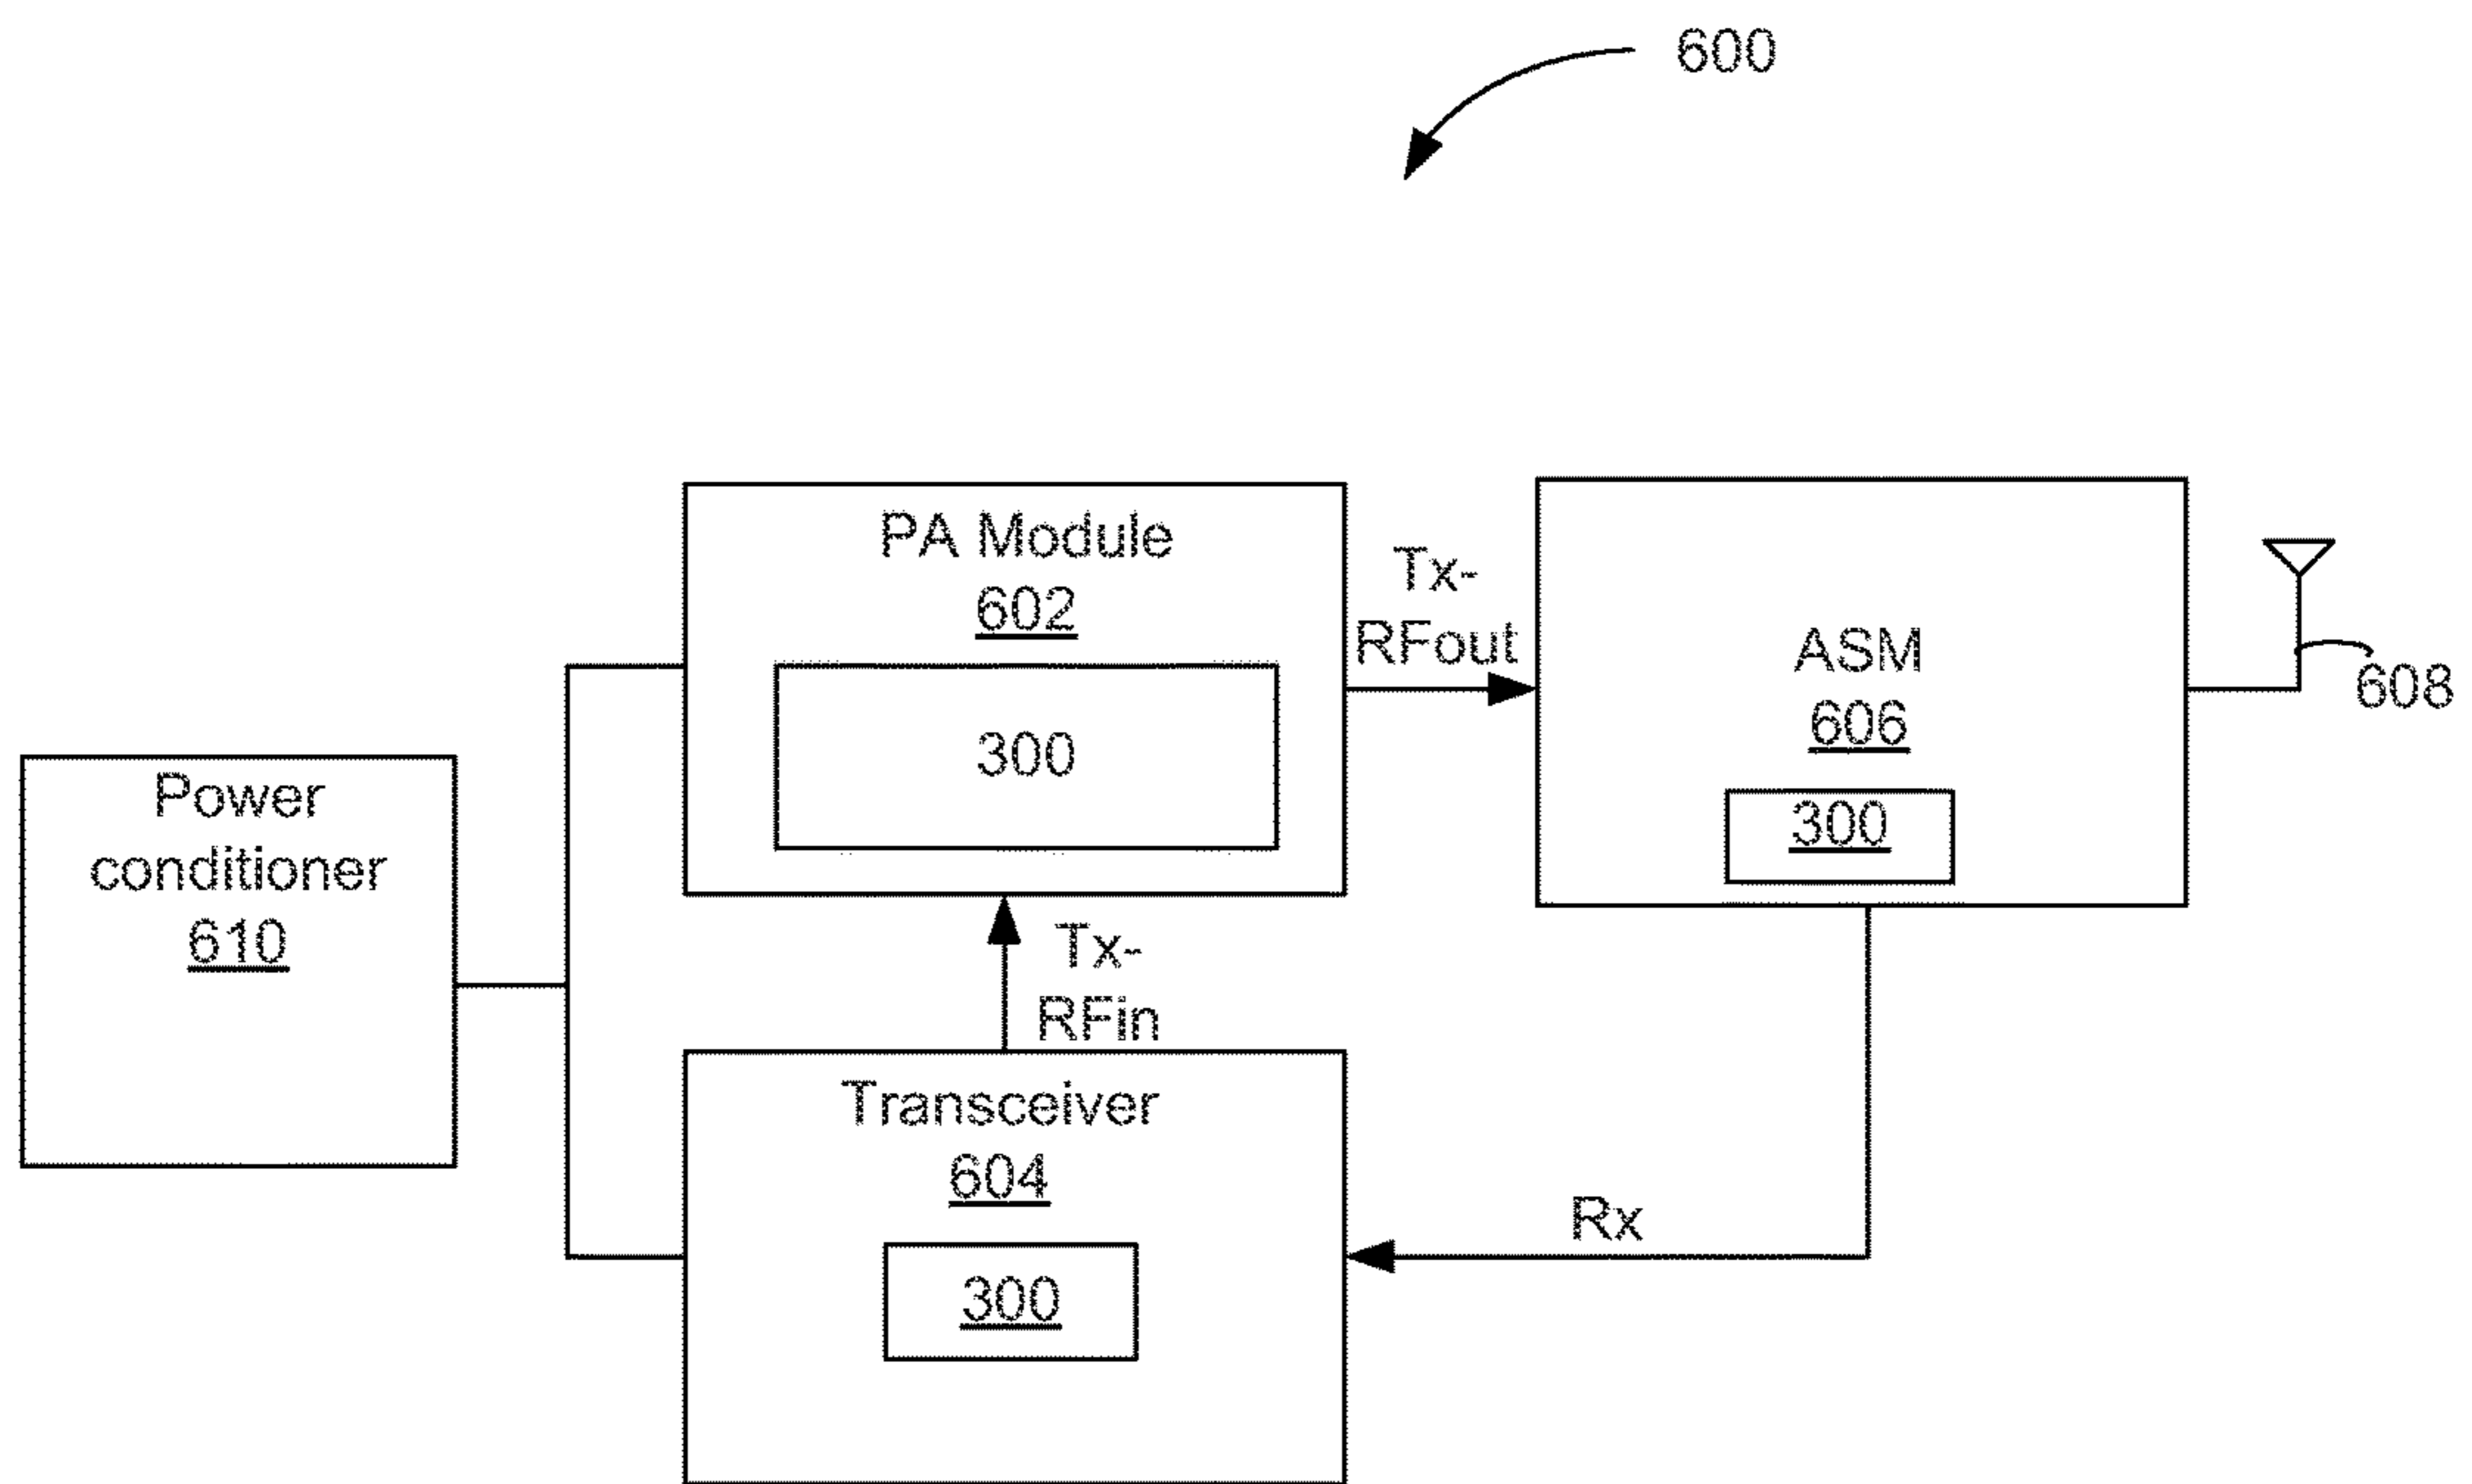 600
PA Module
602
300
Tx-
RFout
ASM
606
300
608
Power
conditioner
610
Tx-
RFin
Transceiver
604
300
Rx